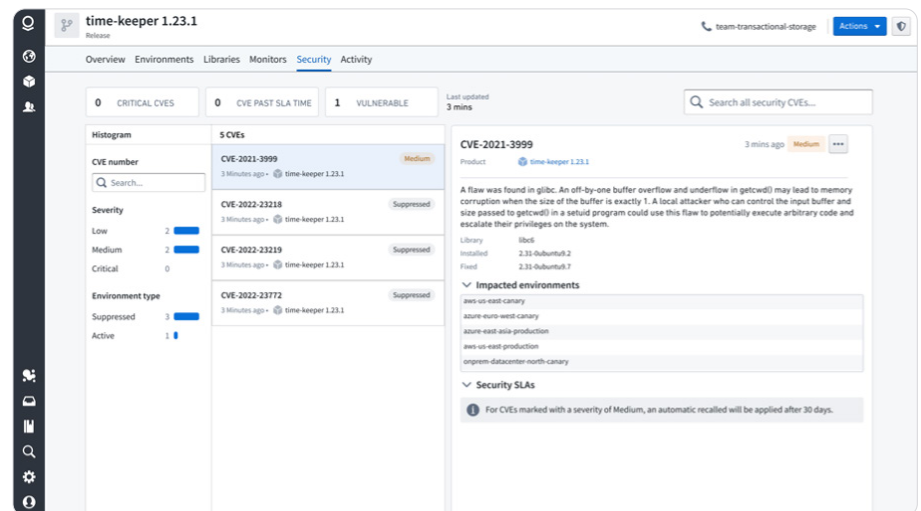 time-keeper 1.23.1
Release
team-transactional-storage
Actions
Overview Environments Libraries Monitors Security Activity
0 CRITICAL CVES
0 CVE PAST SLA TIME
1 VULNERABLE
Last updated
3 mins
Search all security CVEs...
Histogram
CVE number
Search...
Severity
Low 2
Medium 2
Critical 0
Environment type
Suppressed 3
Active 1
5 CVEs
CVE-2021-3999 Medium
3 Minutes ago • time-keeper 1.23.1
CVE-2022-23218 Suppressed
3 Minutes ago • time-keeper 1.23.1
CVE-2022-23219 Suppressed
3 Minutes ago • time-keeper 1.23.1
CVE-2022-23772 Suppressed
3 Minutes ago • time-keeper 1.23.1
CVE-2021-3999 3 mins ago Medium
Product time-keeper 1.23.1
A flaw was found in glibc. An off-by-one buffer overflow and underflow in getcwd() may lead to memory
corruption when the size of the buffer is exactly 1. A local attacker who can control the input buffer and
size passed to getcwd() in a setuid program could use this flaw to potentially execute arbitrary code and
escalate their privileges on the system.
Library libc6
Installed 2.31-0ubuntu9.2
Fixed 2.31-0ubuntu9.7
Impacted environments
aws-us-east-canary
azure-euro-west-canary
azure-east-asia-production
aws-us-east-production
onprem-datacenter-north-canary
Security SLAs
For CVEs marked with a severity of Medium, an automatic recalled will be applied after 30 days.